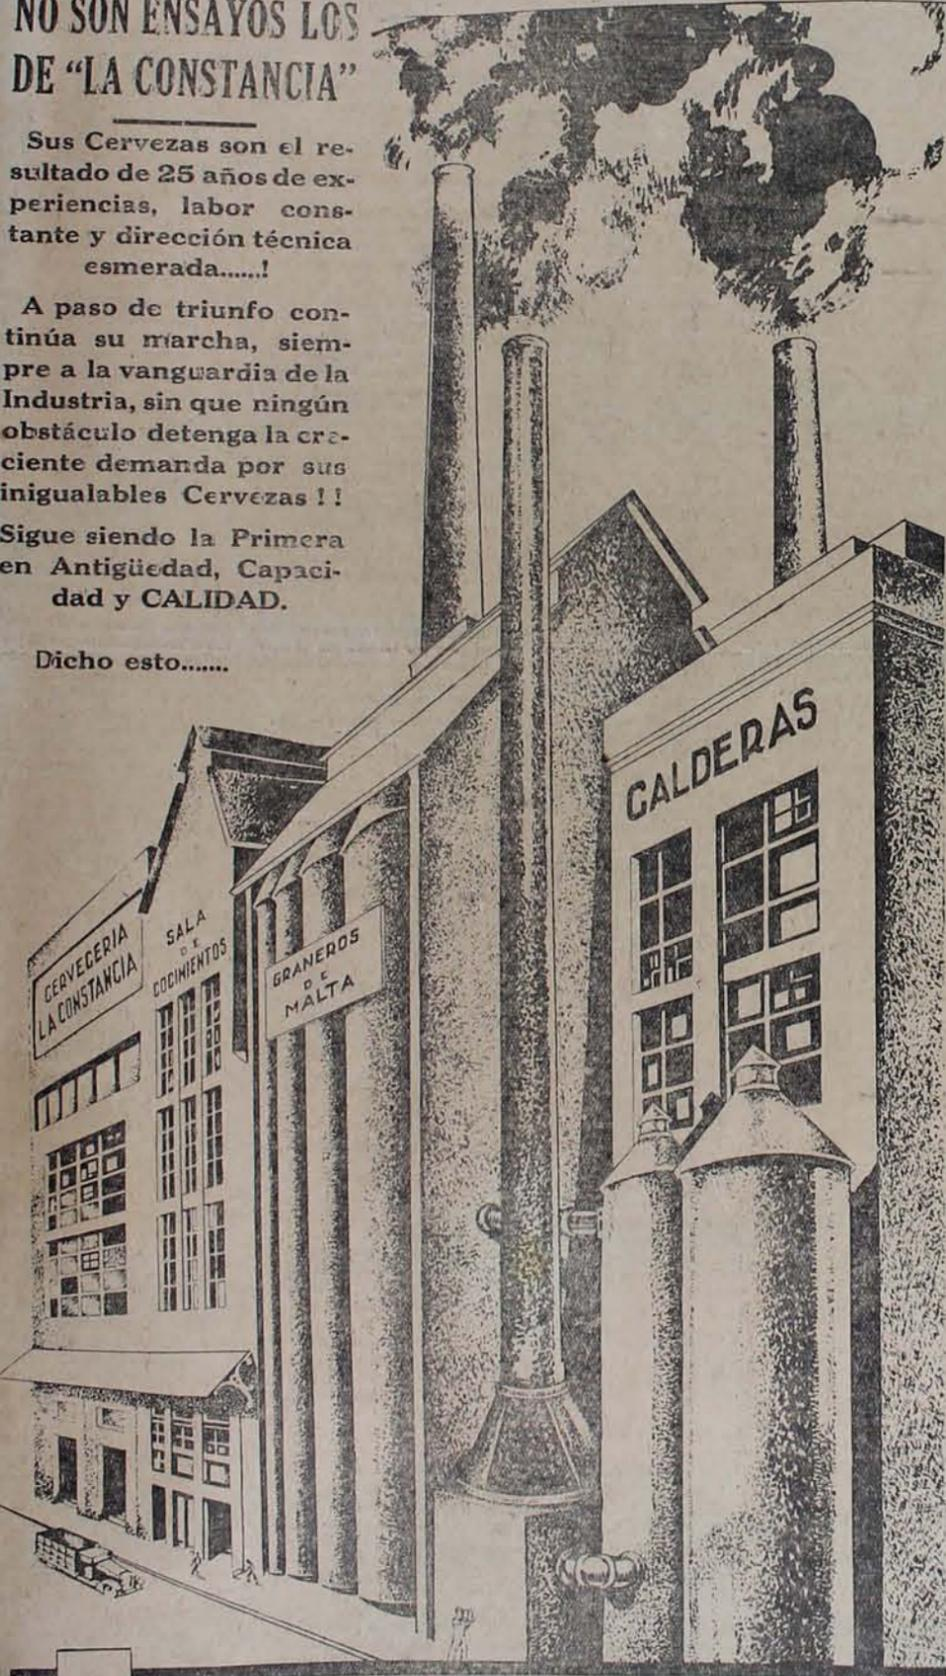 NO SON ENSAYOS LOS
DE “LA CONSTANCIA”
Sus Cervezas son el re-
sultado de 25 años de ex-
periencias, labor cons-
tante y dirección técnica
esmerada......!
A paso de triunfo con-
tinúa su marcha, siem-
pre a la vanguardia de la
Industria, sin que ningún
obstáculo detenga la cre-
ciente demanda por sus
inigualables Cervezas ! !
Sigue siendo la Primera
en Antigüedad, Capaci-
dad y CALIDAD.
Dicho esto.......
CERVECERIA
LA CONSTANCIA
SALA
DE
COCIMIENTOS
GRANEROS
DE
MALTA
CALDERAS